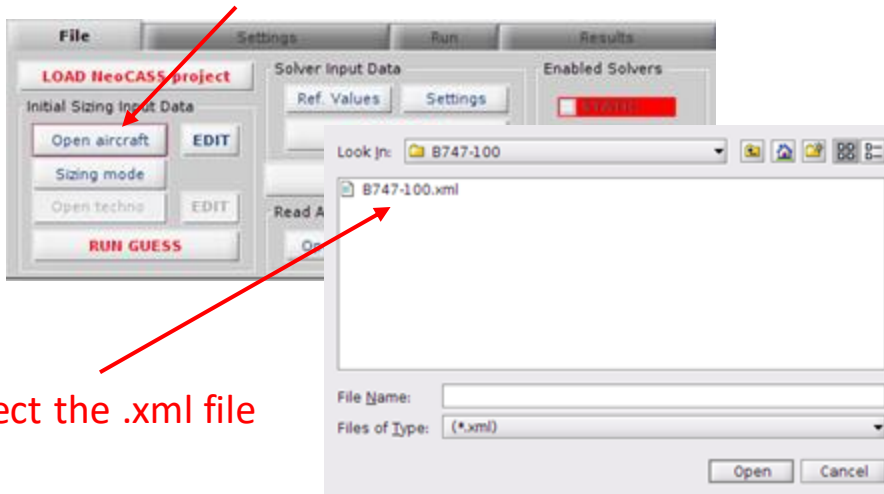 File Settings Run Results
LOAD NeoCASS project
Solver Input Data
Enabled Solvers
Initial Sizing Input Data
Ref. Values
Settings
Open aircraft
EDIT
Sizing mode
Open techno
EDIT
Read A
RUN GUESS
Look In: B747-100
B747-100.xml
ect the .xml file
File Name:
Files of Type: (*.xml)
Open Cancel